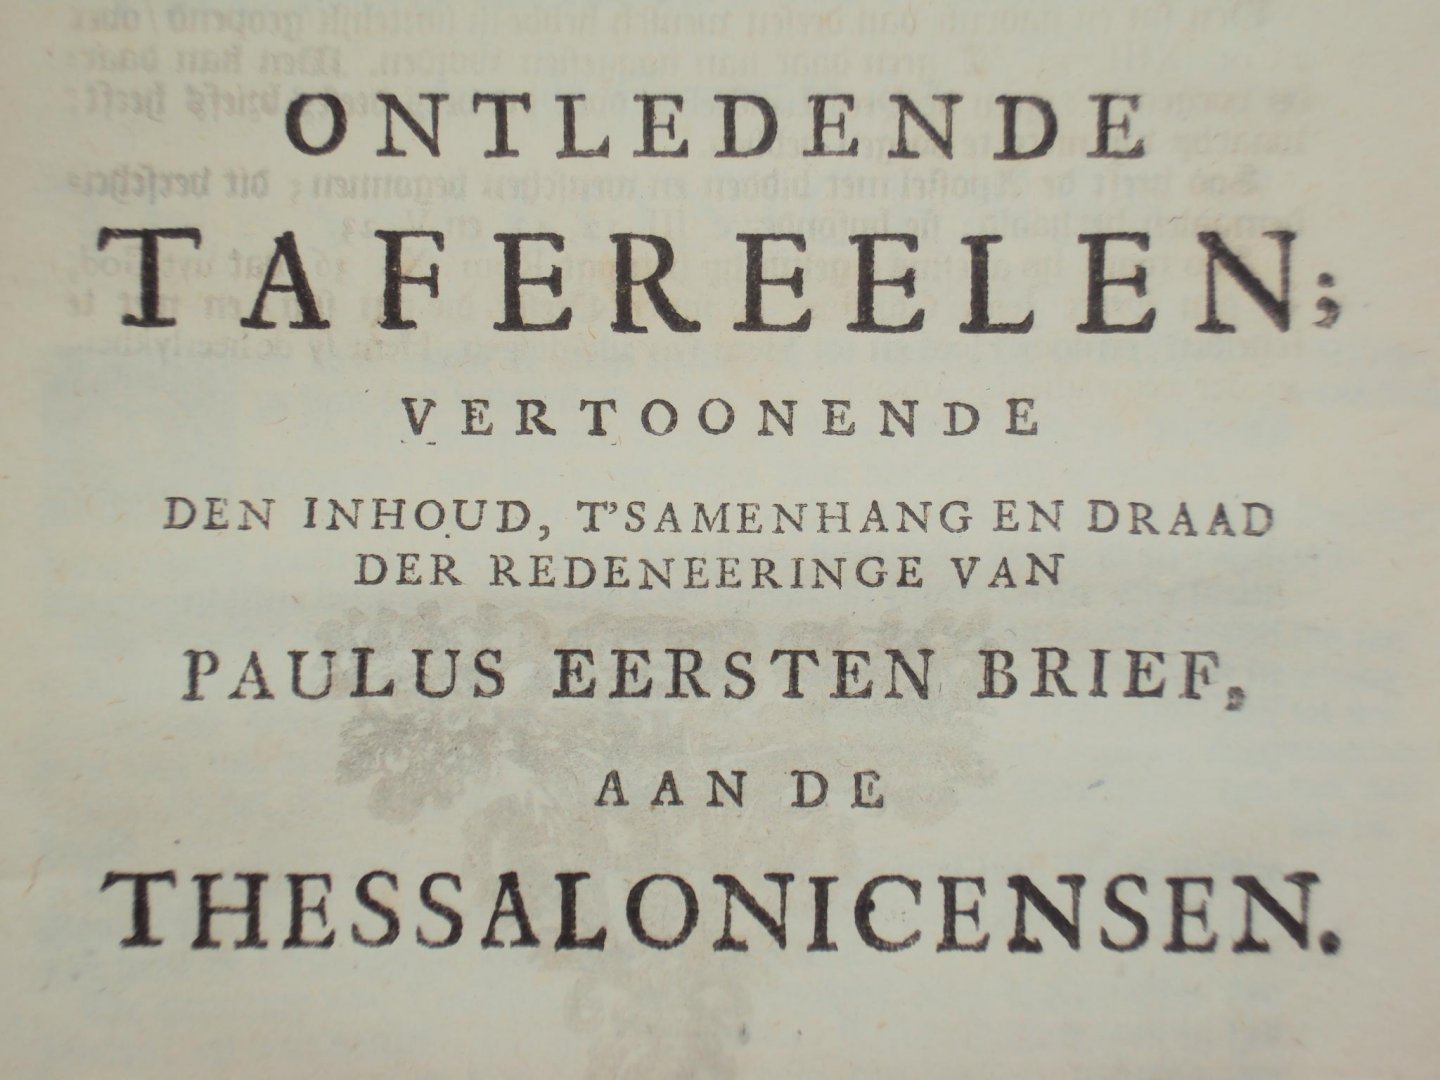 ONTLEDENDE
TAFEREELEN;
VERTOONENDE
DEN INHOUD, T'SAMENHANG EN DRAAD
DER REDENEERINGE VAN
PAULUS EERSTEN BRIEF,
AAN DE
THESSALONICENSEN.